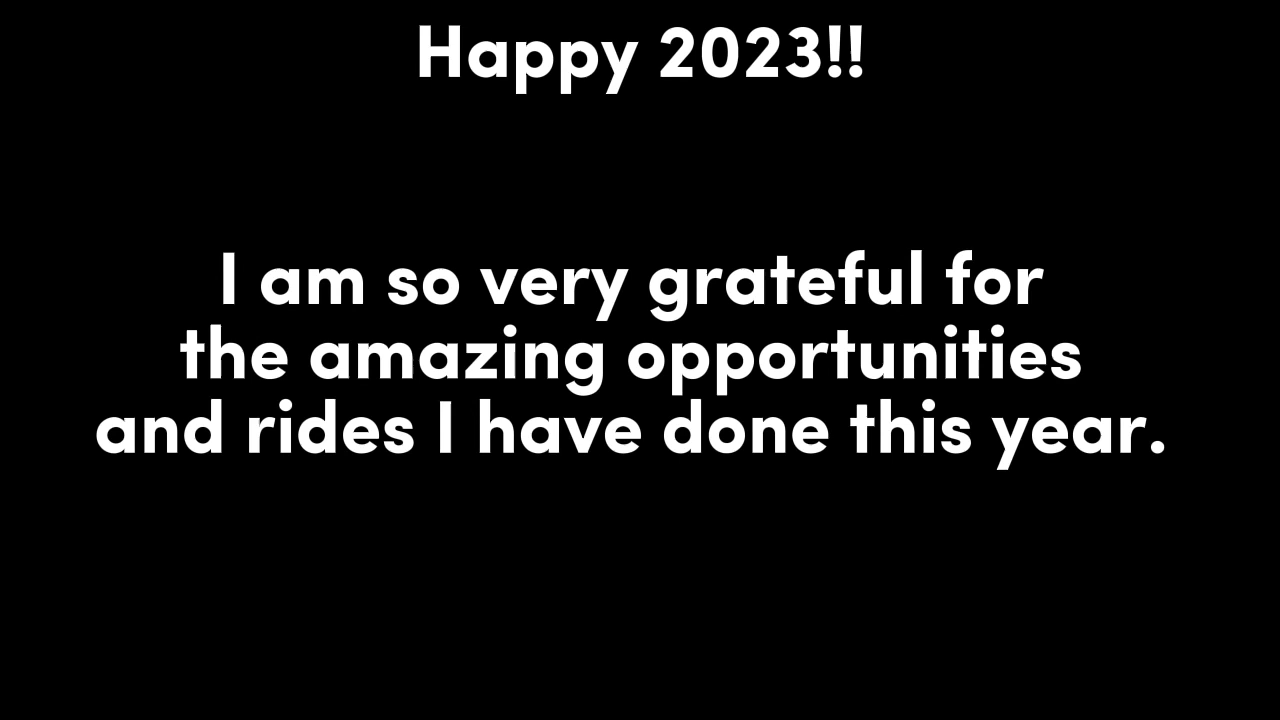 Happy 2023!!
I am so very grateful for
the amazing opportunities
and rides I have done this year.